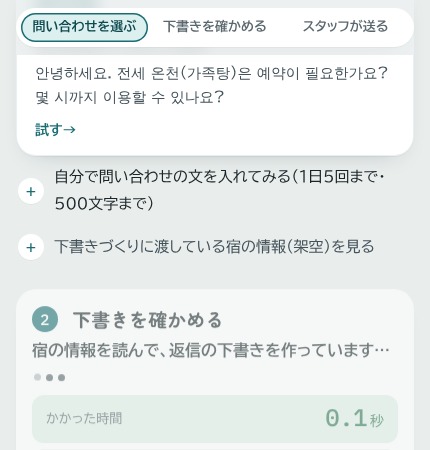 問い合わせを選ぶ 下書きを確かめる スタッフが送る
안녕하세요. 전세 온천(가족탕)은 예약이 필요한가요?
몇 시까지 이용할 수 있나요?
試す→
+ 自分で問い合わせの文を入れてみる(1日5回まで・
500文字まで)
+ 下書きづくりに渡している宿の情報(架空)を見る
2 下書きを確かめる
宿の情報を読んで、返信の下書きを作っています…
かかった時間 0.1秒